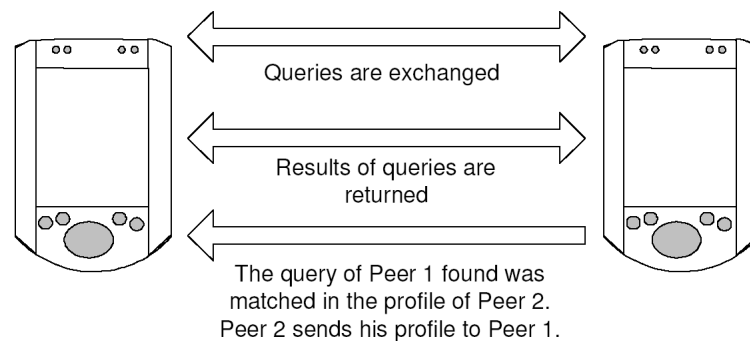 Queries are exchanged
Results of queries are
returned
The query of Peer 1 found was
matched in the profile of Peer 2.
Peer 2 sends his profile to Peer 1.